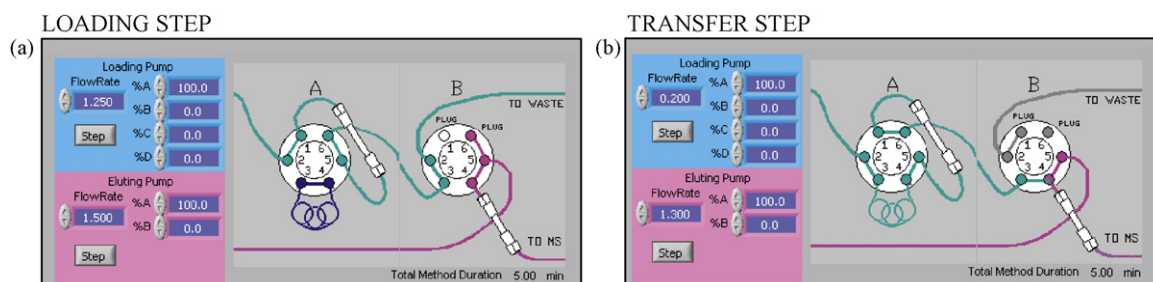 LOADING STEP
(a)
Loading Pump
FlowRate
%A 100.0
1.250
%B 0.0
Step
%C 0.0
%D 0.0
Eluting Pump
FlowRate
%A 100.0
1.500
%B 0.0
Step
A
B
TO WASTE
PLUG PLUG
1 6
2 5
3 4
1 6
2 5
3 4
TO MS
Total Method Duration 5.00 min
TRANSFER STEP
(b)
Loading Pump
FlowRate
%A 100.0
0.200
%B 0.0
Step
%C 0.0
%D 0.0
Eluting Pump
FlowRate
%A 100.0
1.300
%B 0.0
Step
A
B
TO WASTE
PLUG PLUG
1 6
2 5
3 4
1 6
2 5
3 4
TO MS
Total Method Duration 5.00 min